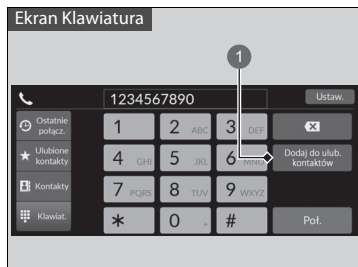 Ekran Klawiatura
1
1234567890
Ustaw.
Ostatnie
połącz.
1
2 ABC
3 DEF
Ulubione
kontakty
4 GHI
5 JKL
6 MNO
Dodaj do ulub.
kontaktów
Kontakty
7 PQRS
8 TUV
9 WXYZ
Klawiat.
*
0 +
#
Poł.